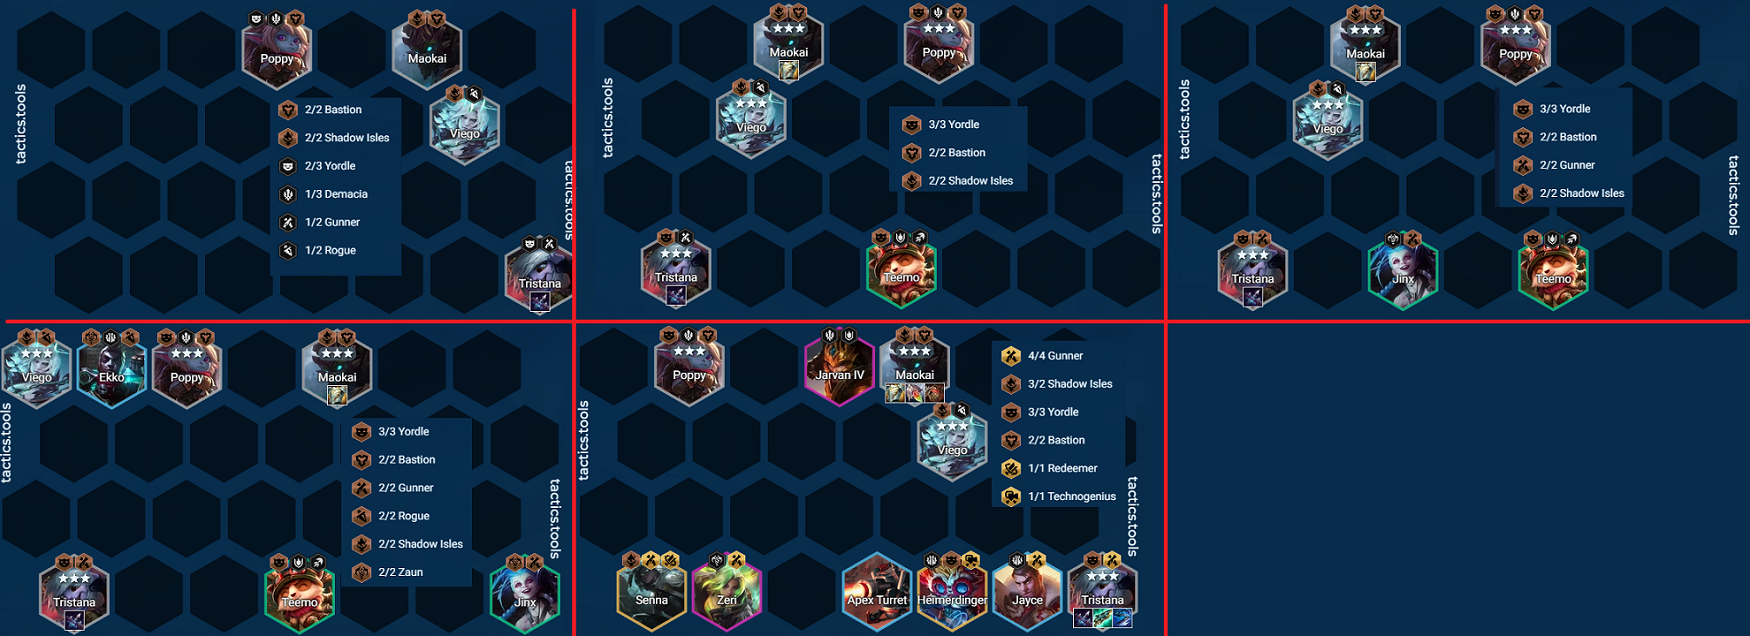 Poppy
Maokai
Viego
Tristana
2/2 Bastion
2/2 Shadow Isles
2/3 Yordle
1/3 Demacia
1/2 Gunner
1/2 Rogue
tactics.tools
tactics.tools
Maokai
Poppy
Viego
Tristana
Teemo
3/3 Yordle
2/2 Bastion
2/2 Shadow Isles
tactics.tools
tactics.tools
Maokai
Poppy
Viego
Tristana
Jinx
Teemo
3/3 Yordle
2/2 Bastion
2/2 Gunner
2/2 Shadow Isles
tactics.tools
tactics.tools
Viego
Ekko
Poppy
Maokai
Tristana
Teemo
Jinx
3/3 Yordle
2/2 Bastion
2/2 Gunner
2/2 Rogue
2/2 Shadow Isles
2/2 Zaun
tactics.tools
tactics.tools
Poppy
Jarvan IV
Maokai
Viego
Senna
Zeri
Apex Turret
Heimerdinger
Jayce
Tristana
4/4 Gunner
3/2 Shadow Isles
3/3 Yordle
2/2 Bastion
1/1 Redeemer
1/1 Technogenius
tactics.tools
tactics.tools